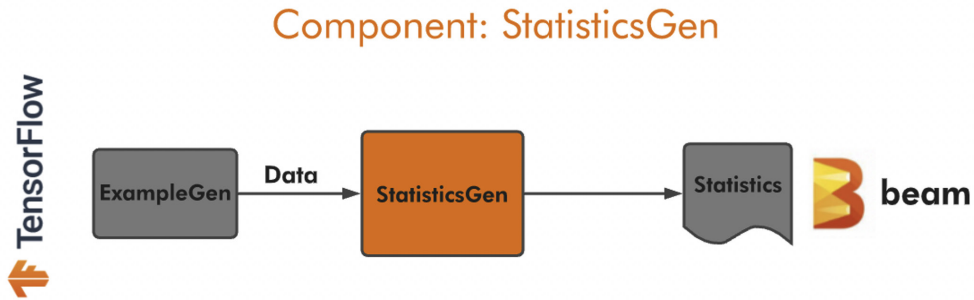 Component: StatisticsGen
TensorFlow
ExampleGen
Data
StatisticsGen
Statistics
beam